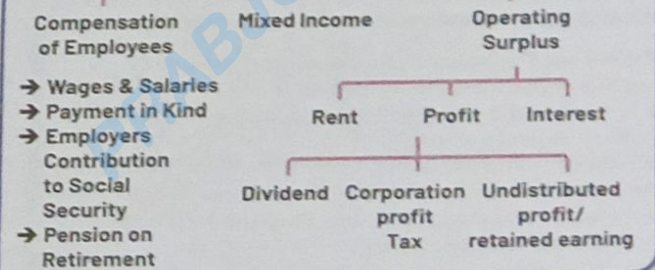 Compensation
of Employees
→ Wages & Salaries
→ Payment in Kind
→ Employers
Contribution
to Social
Security
→ Pension on
Retirement
Mixed Income
Operating
Surplus
Rent Profit Interest
Dividend Corporation Undistributed
profit profit/
Tax retained earning